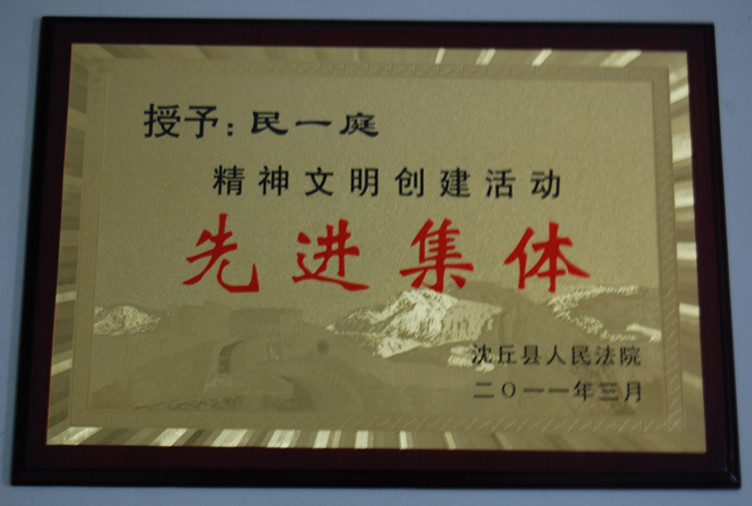 授予：民一庭
精神文明创建活动
先进集体
沈丘县人民法院
二〇一一年三月